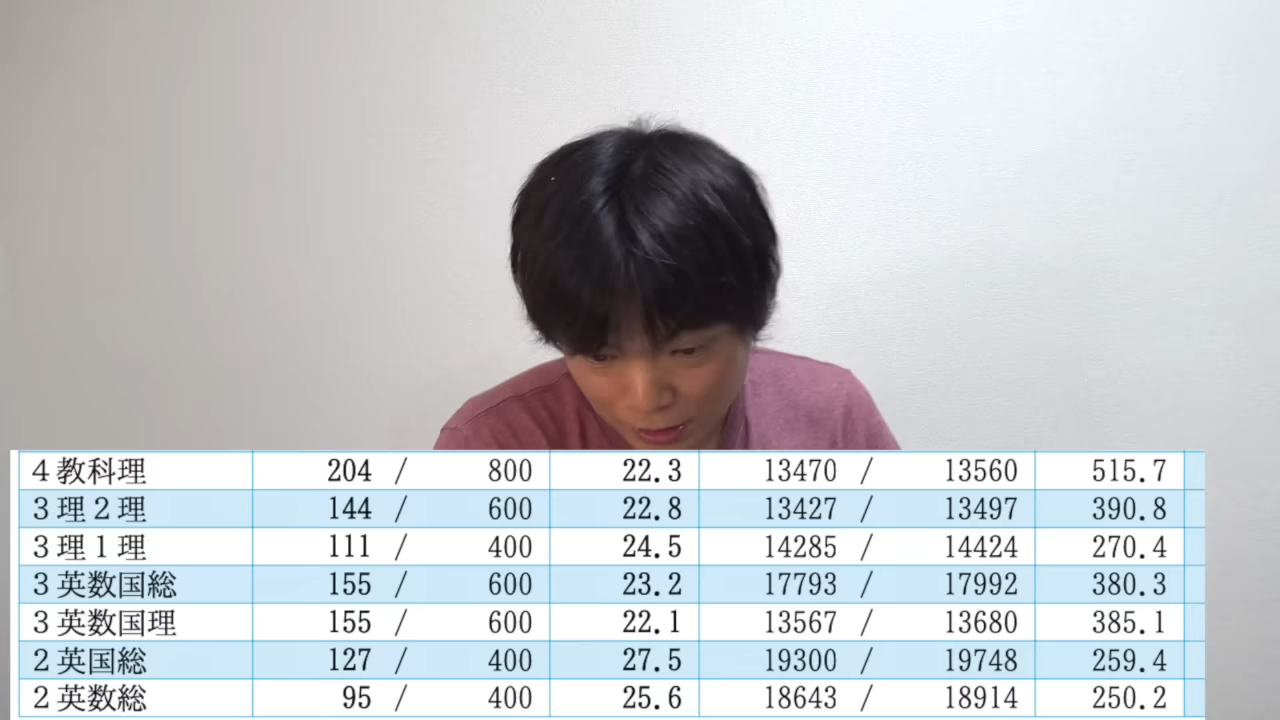 4教科理 204 / 800 22.3 13470 / 13560 515.7
3理2理 144 / 600 22.8 13427 / 13497 390.8
3理1理 111 / 400 24.5 14285 / 14424 270.4
3英数国総 155 / 600 23.2 17793 / 17992 380.3
3英数国理 155 / 600 22.1 13567 / 13680 385.1
2英国総 127 / 400 27.5 19300 / 19748 259.4
2英数総 95 / 400 25.6 18643 / 18914 250.2